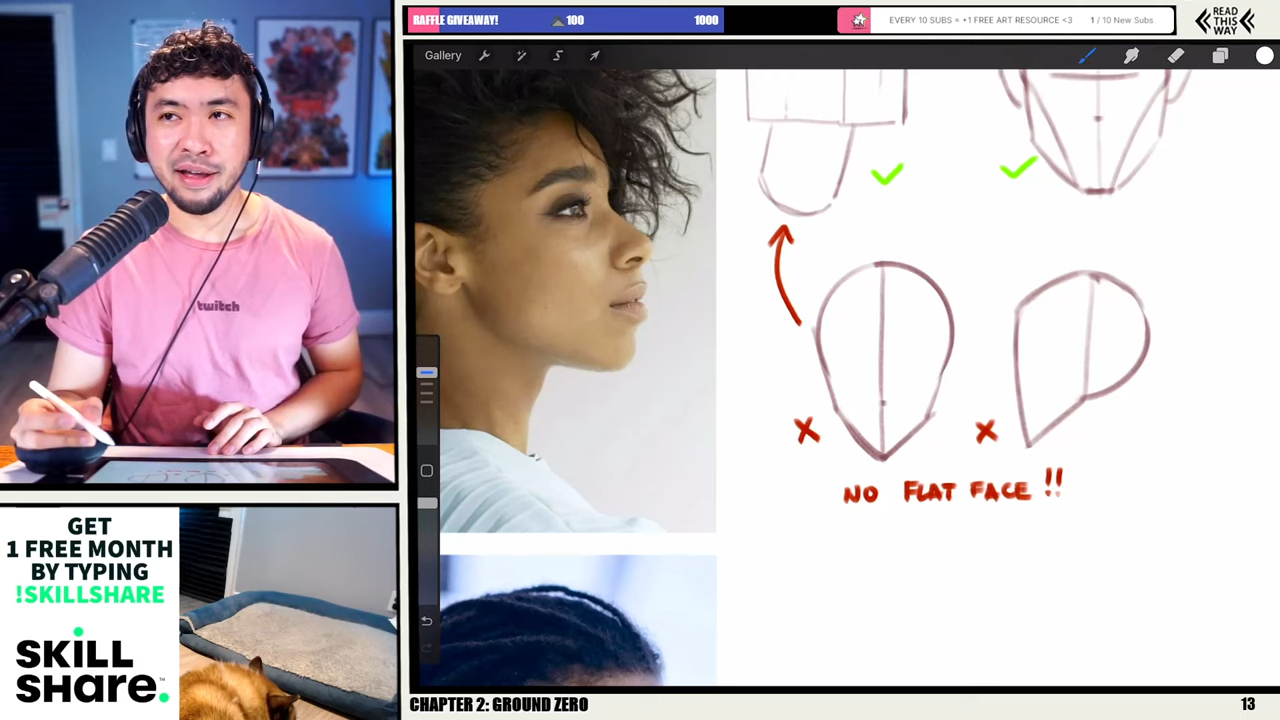 RAFFLE GIVEAWAY!
100
1000
EVERY 10 SUBS = +1 FREE ART RESOURCE <3
1 / 10 New Subs
READ
THIS
WAY
Gallery
twitch
NO FLAT FACE !!
GET
1 FREE MONTH
BY TYPING
!SKILLSHARE
SKILL
SHARE.
CHAPTER 2: GROUND ZERO
13